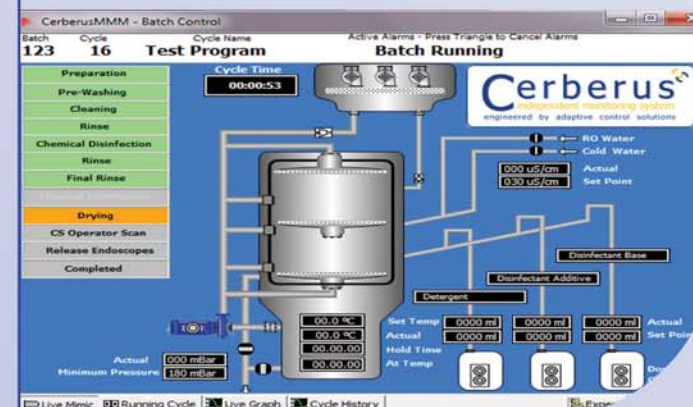 CerberusMMM - Batch Control
Batch Cycle Cycle Name Active Alarms - Press Triangle to Cancel Alarms
123 16 Test Program Batch Running
Preparation
Pre-Washing
Cleaning
Rinse
Chemical Disinfection
Rinse
Final Rinse
Drying
CS Operator Scan
Release Endoscopes
Completed
Cycle Time
00:00:53
Cerberus
independent monitoring system
engineered by adaptive control solutions
RO Water
Cold Water
000 uS/cm Actual
030 uS/cm Set Point
Disinfectant Base
Disinfectant Additive
Detergent
00.0 ºC Set Temp 0000 ml 0000 ml 0000 ml Actual
00.0 ºC Actual 0000 ml 0000 ml 0000 ml Set Poin
00.00.00 Hold Time
00.00.00 At Temp
Actual 000 mBar
Minimum Pressure 180 mBar
Live Mimic Running Cycle Live Graph Cycle History